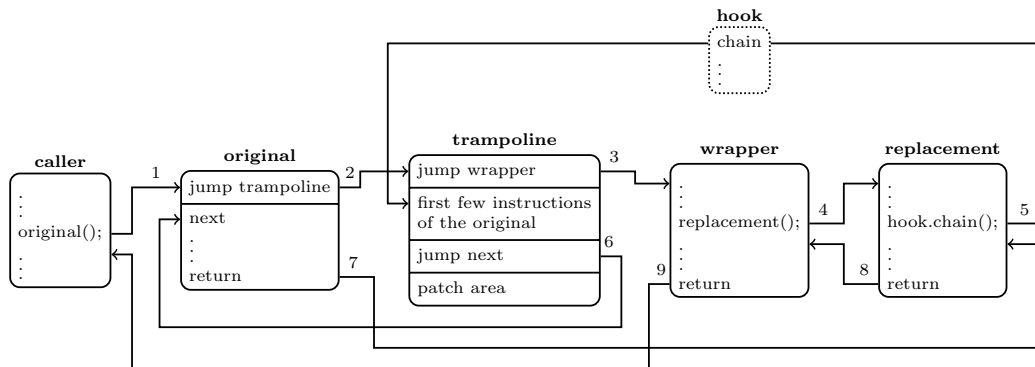 hook
chain
.
.
.
trampoline
caller
original
wrapper
replacement
1
2
3
jump trampoline
jump wrapper
.
.
.
original();
.
.
.
next
.
.
.
return
first few instructions
of the original
jump next
patch area
6
7
.
.
.
replacement();
.
.
.
return
4
9
.
.
.
hook.chain();
.
.
.
return
5
8